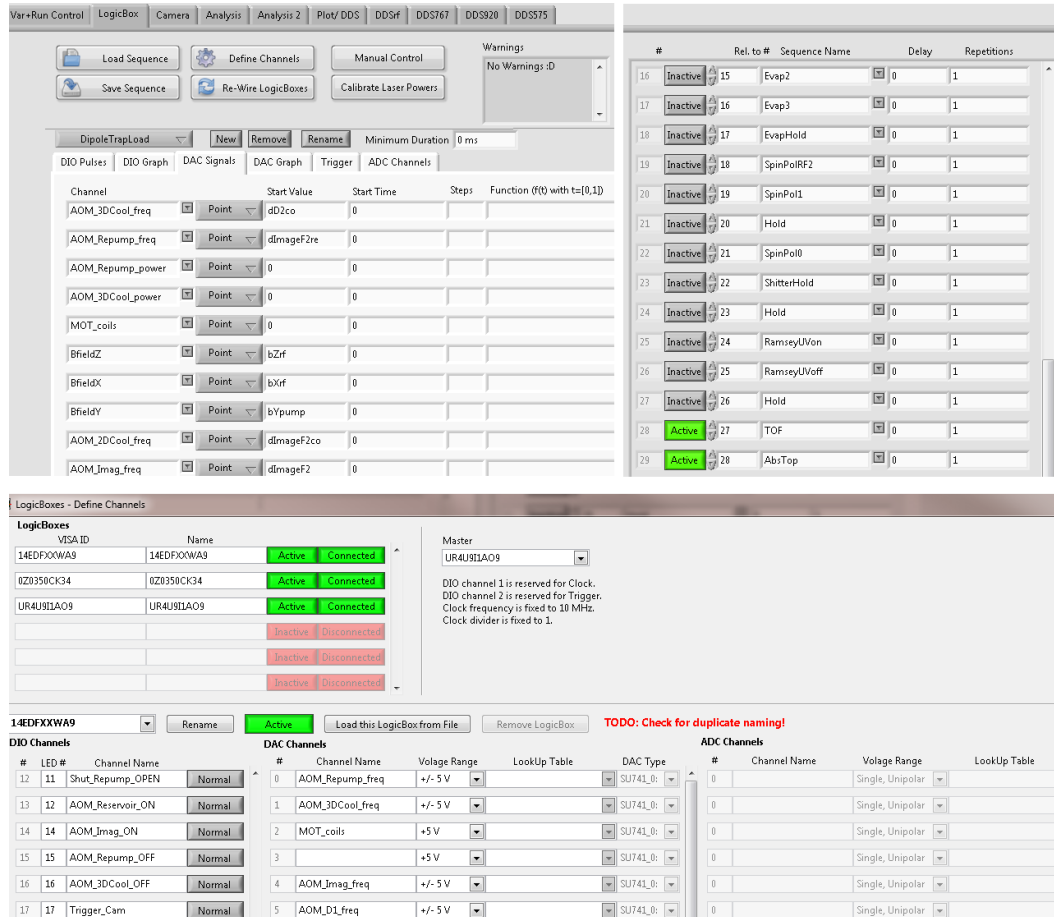 Var+Run Control LogicBox Camera Analysis Analysis 2 Plot/ DDS DDSrf DDS767 DDS920 DDS575
Load Sequence Define Channels Manual Control
Save Sequence Re-Wire LogicBoxes Calibrate Laser Powers
Warnings
No Warnings :D
DipoleTrapLoad New Remove Rename Minimum Duration 0 ms
DIO Pulses DIO Graph DAC Signals DAC Graph Trigger ADC Channels
Channel Start Value Start Time Steps Function (f(t) with t=[0,1])
AOM_3DCool_freq Point dD2co 0
AOM_Repump_freq Point dImageF2re 0
AOM_Repump_power Point 0 0
AOM_3DCool_power Point 0 0
MOT_coils Point 0 0
BfieldZ Point bZrf 0
BfieldX Point bXrf 0
BfieldY Point bYpump 0
AOM_2DCool_freq Point dImageF2co 0
AOM_Imag_freq Point dImageF2 0
# Rel. to # Sequence Name Delay Repetitions
16 Inactive 15 Evap2 0 1
17 Inactive 16 Evap3 0 1
18 Inactive 17 EvapHold 0 1
19 Inactive 18 SpinPolRF2 0 1
20 Inactive 19 SpinPol1 0 1
21 Inactive 20 Hold 0 1
22 Inactive 21 SpinPol0 0 1
23 Inactive 22 ShitterHold 0 1
24 Inactive 23 Hold 0 1
25 Inactive 24 RamseyUVon 0 1
26 Inactive 25 RamseyUVoff 0 1
27 Inactive 26 Hold 0 1
28 Active 27 TOF 0 1
29 Active 28 AbsTop 0 1
LogicBoxes - Define Channels
LogicBoxes
VISA ID Name
14EDFXXWA9 14EDFXXWA9 Active Connected
0Z0350CK34 0Z0350CK34 Active Connected
UR4U9I1AO9 UR4U9I1AO9 Active Connected
Inactive Disconnected
Inactive Disconnected
Inactive Disconnected
Master
UR4U9I1AO9
DIO channel 1 is reserved for Clock.
DIO channel 2 is reserved for Trigger.
Clock frequency is fixed to 10 MHz.
Clock divider is fixed to 1.
14EDFXXWA9 Rename Active Load this LogicBox from File Remove LogicBox TODO: Check for duplicate naming!
DIO Channels DAC Channels ADC Channels
# LED # Channel Name # Channel Name Volage Range LookUp Table DAC Type # Channel Name Volage Range LookUp Table
12 11 Shut_Repump_OPEN Normal 0 AOM_Repump_freq +/- 5 V SU741_0: 0 Single, Unipolar
13 12 AOM_Reservoir_ON Normal 1 AOM_3DCool_freq +/- 5 V SU741_0: 0 Single, Unipolar
14 14 AOM_Imag_ON Normal 2 MOT_coils +5 V SU741_0: 0 Single, Unipolar
15 15 AOM_Repump_OFF Normal 3 +5 V SU741_0: 0 Single, Unipolar
16 16 AOM_3DCool_OFF Normal 4 AOM_Imag_freq +/- 5 V SU741_0: 0 Single, Unipolar
17 17 Trigger_Cam Normal 5 AOM_D1_freq +/- 5 V SU741_0: 0 Single, Unipolar